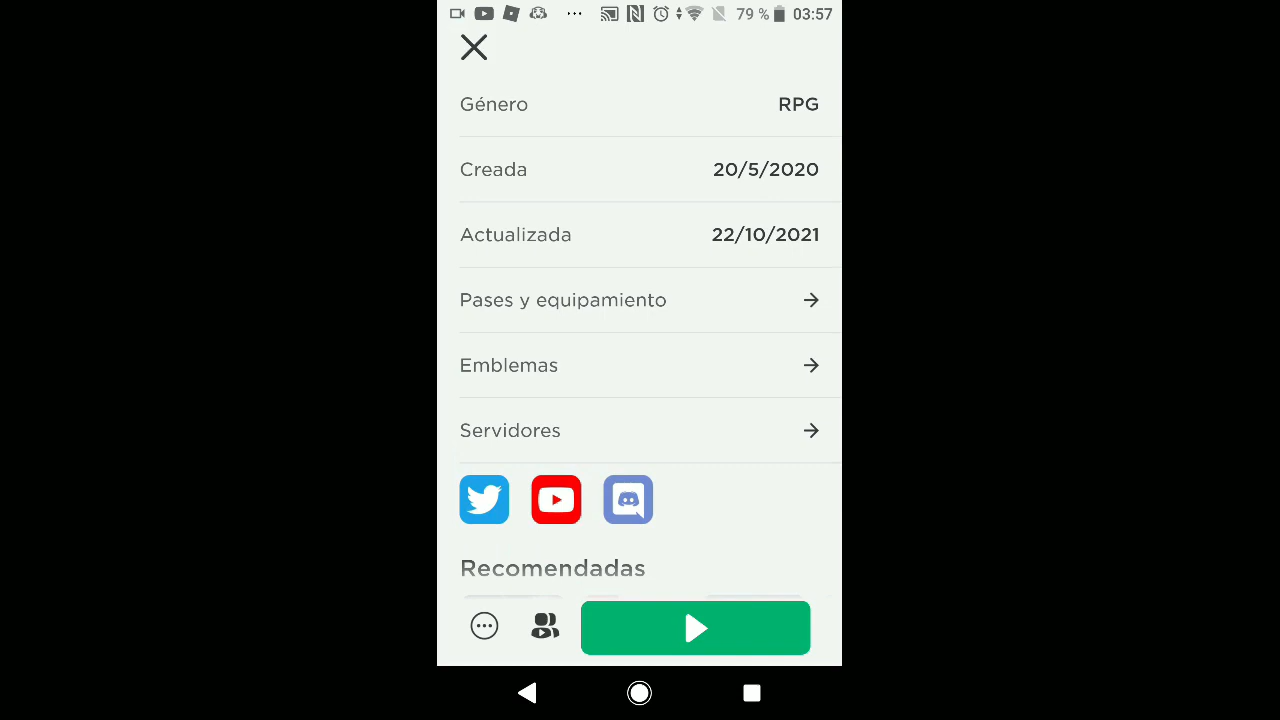 79 % 03:57
Género RPG
Creada 20/5/2020
Actualizada 22/10/2021
Pases y equipamiento
Emblemas
Servidores
Recomendadas